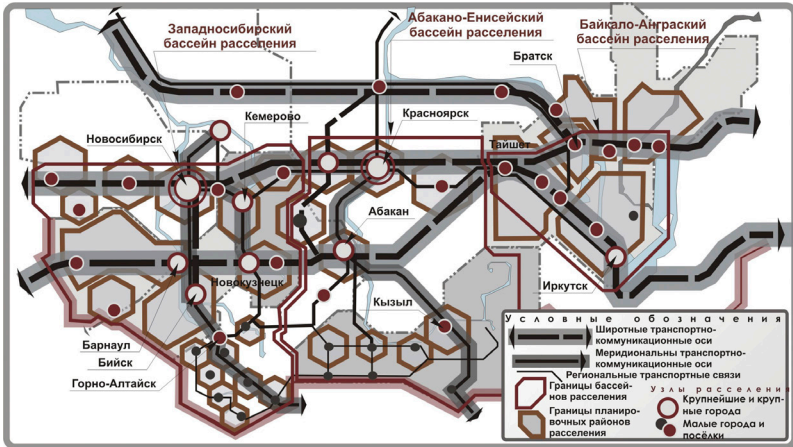 Западносибирский
бассейн расселения
Абакано-Енисейский
бассейн расселения
Байкало-Анграский
бассейн расселения
Братск
Новосибирск
Кемерово
Красноярск
Тайшет
Абакан
Новокузнецк
Кызыл
Иркутск
Барнаул
Бийск
Горно-Алтайск
Условные обозначения
Широтные транспортно-
коммуникационные оси
Меридиональны транспортно-
коммуникационные оси
Региональные транспортные связи
Границы бассей-
нов расселения
Границы планиро-
вочных районов
расселения
Узлы расселения
Крупнейшие и круп-
ные города
Малые города и
посёлки